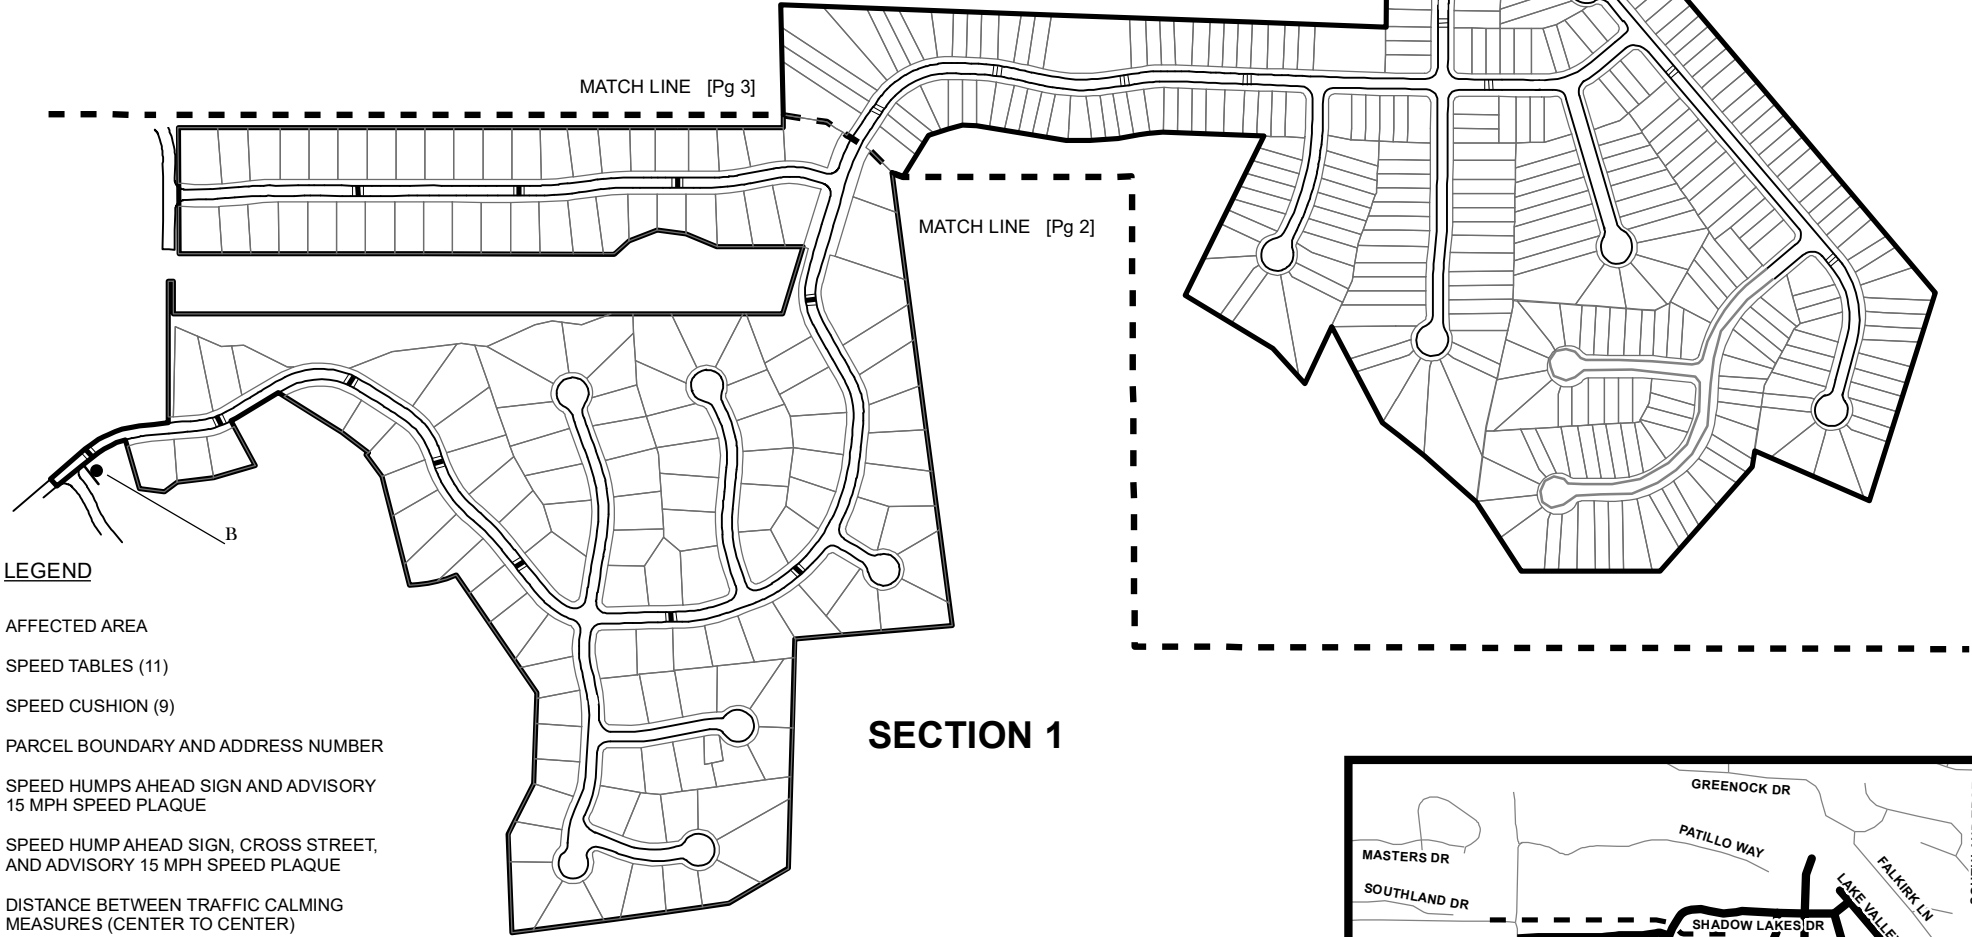 MATCH LINE [Pg 3]
MATCH LINE [Pg 2]
B
LEGEND
AFFECTED AREA
SPEED TABLES (11)
SPEED CUSHION (9)
PARCEL BOUNDARY AND ADDRESS NUMBER
SPEED HUMPS AHEAD SIGN AND ADVISORY
15 MPH SPEED PLAQUE
SPEED HUMP AHEAD SIGN, CROSS STREET,
AND ADVISORY 15 MPH SPEED PLAQUE
DISTANCE BETWEEN TRAFFIC CALMING
MEASURES (CENTER TO CENTER)
SECTION 1
GREENOCK DR
PATILLO WAY
MASTERS DR
SOUTHLAND DR
FALKIRK LN
LAKE VALLEY
SHADOW LAKES DR